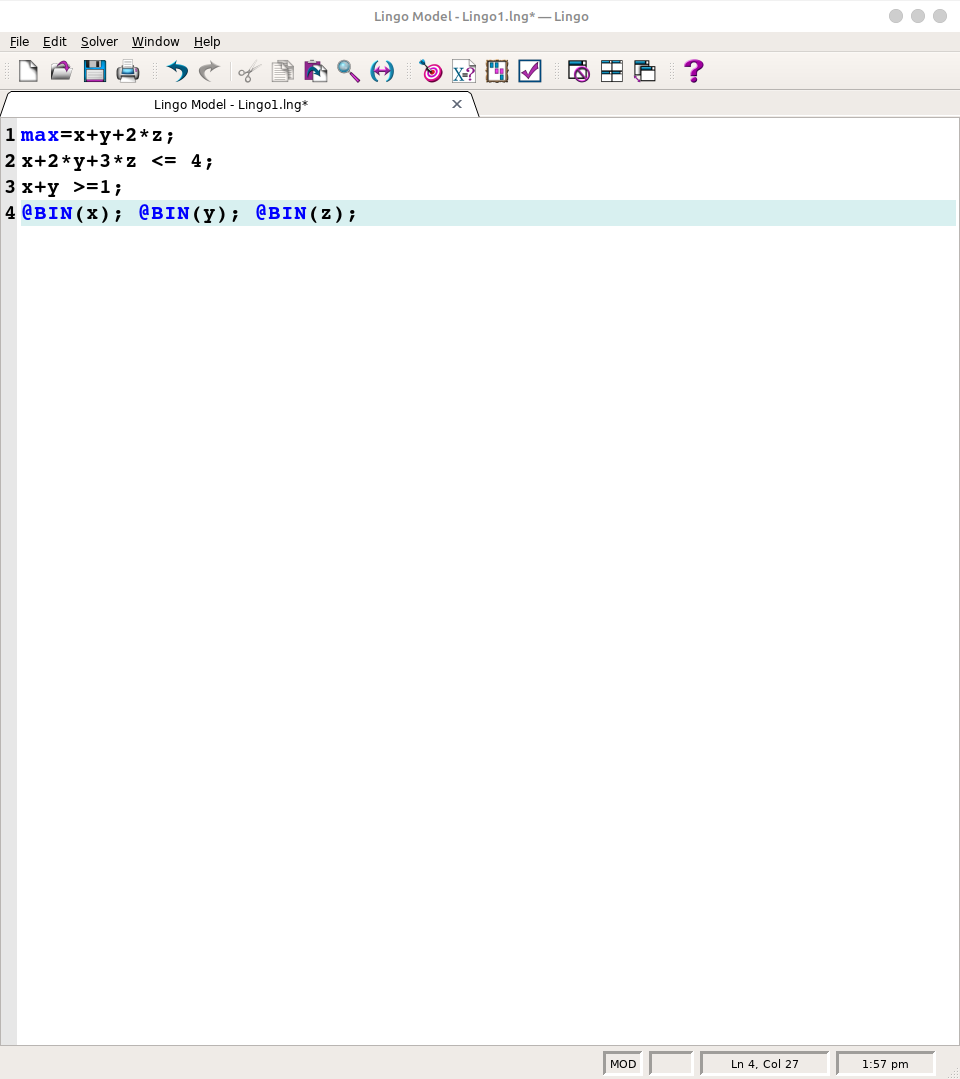 Lingo Model - Lingo1.lng* — Lingo
File Edit Solver Window Help
X=?
?
Lingo Model - Lingo1.lng*
1 max=x+y+2*z;
2 x+2*y+3*z <= 4;
3 x+y >=1;
4 @BIN(x); @BIN(y); @BIN(z);
MOD Ln 4, Col 27 1:57 pm